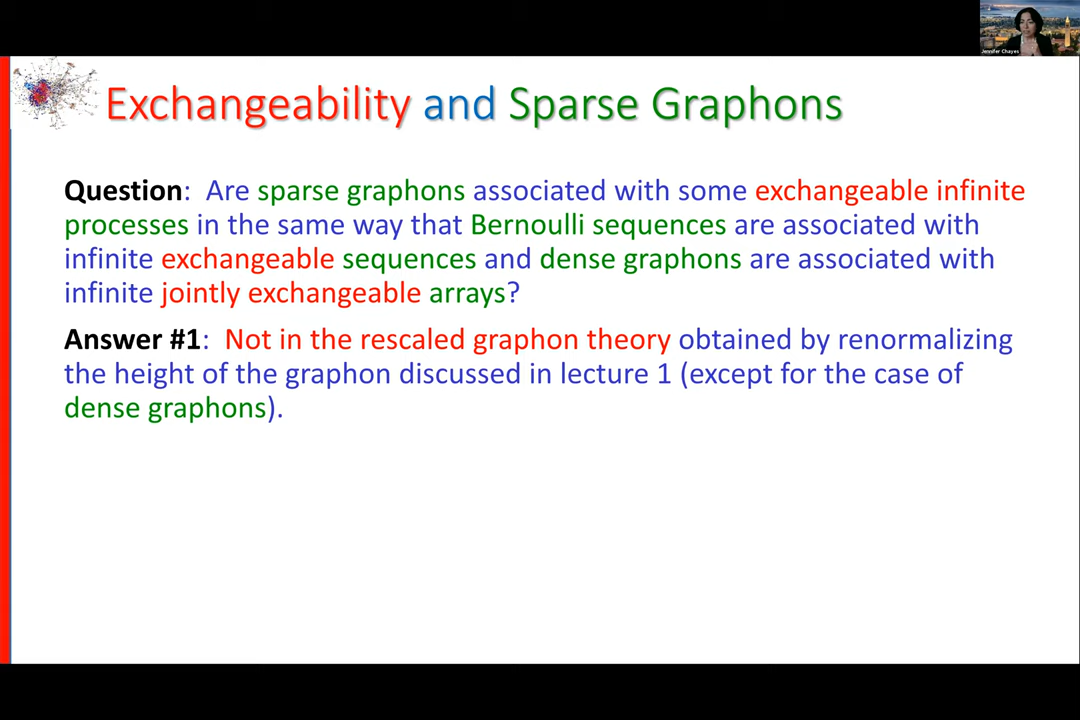 Jennifer Chayes
Exchangeability and Sparse Graphons
Question: Are sparse graphons associated with some exchangeable infinite
processes in the same way that Bernoulli sequences are associated with
infinite exchangeable sequences and dense graphons are associated with
infinite jointly exchangeable arrays?
Answer #1: Not in the rescaled graphon theory obtained by renormalizing
the height of the graphon discussed in lecture 1 (except for the case of
dense graphons).